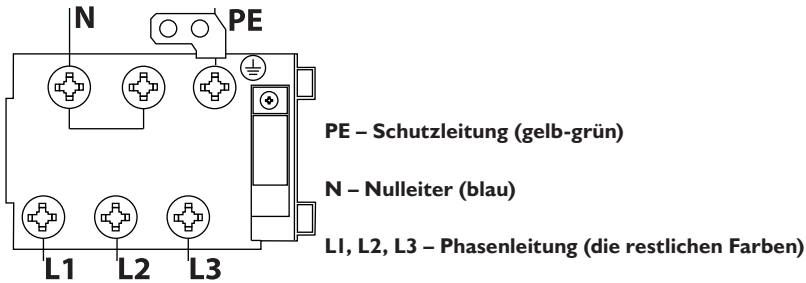 N PE
PE – Schutzleitung (gelb-grün)
N – Nulleiter (blau)
L1, L2, L3 – Phasenleitung (die restlichen Farben)
L1 L2 L3